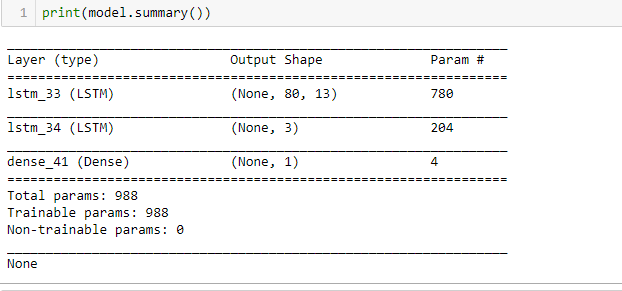 1 print(model.summary())
_________________________________________________________________
Layer (type)                 Output Shape              Param #
=================================================================
lstm_33 (LSTM)               (None, 80, 13)            780
_________________________________________________________________
lstm_34 (LSTM)               (None, 3)                 204
_________________________________________________________________
dense_41 (Dense)             (None, 1)                 4
=================================================================
Total params: 988
Trainable params: 988
Non-trainable params: 0
_________________________________________________________________
None